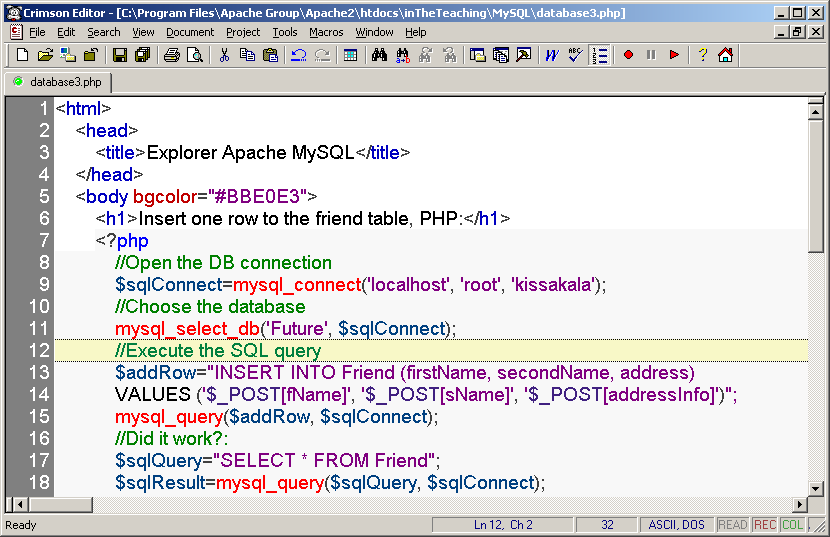 Crimson Editor - [C:\Program Files\Apache Group\Apache2\htdocs\inTheTeaching\MySQL\database3.php]
File Edit View Search Document Project Tools Macros Window Help
database3.php
1 <html>
2 <head>
3 <title>Explorer Apache MySQL</title>
4 </head>
5 <body bgcolor="#BBE0E3">
6 <h1>Insert one row to the friend table, PHP:</h1>
7 <?php
8 //Open the DB connection
9 $sqlConnect=mysql_connect('localhost', 'root', 'kissakala');
10 //Choose the database
11 mysql_select_db('Future', $sqlConnect);
12 //Execute the SQL query
13 $addRow="INSERT INTO Friend (firstName, secondName, address)
14 VALUES ('$_POST[fName]', '$_POST[sName]', '$_POST[addressInfo]')";
15 mysql_query($addRow, $sqlConnect);
16 //Did it work?:
17 $sqlQuery="SELECT * FROM Friend";
18 $sqlResult=mysql_query($sqlQuery, $sqlConnect);
Ready Ln 12, Ch 2 32 ASCII, DOS READ REC COL